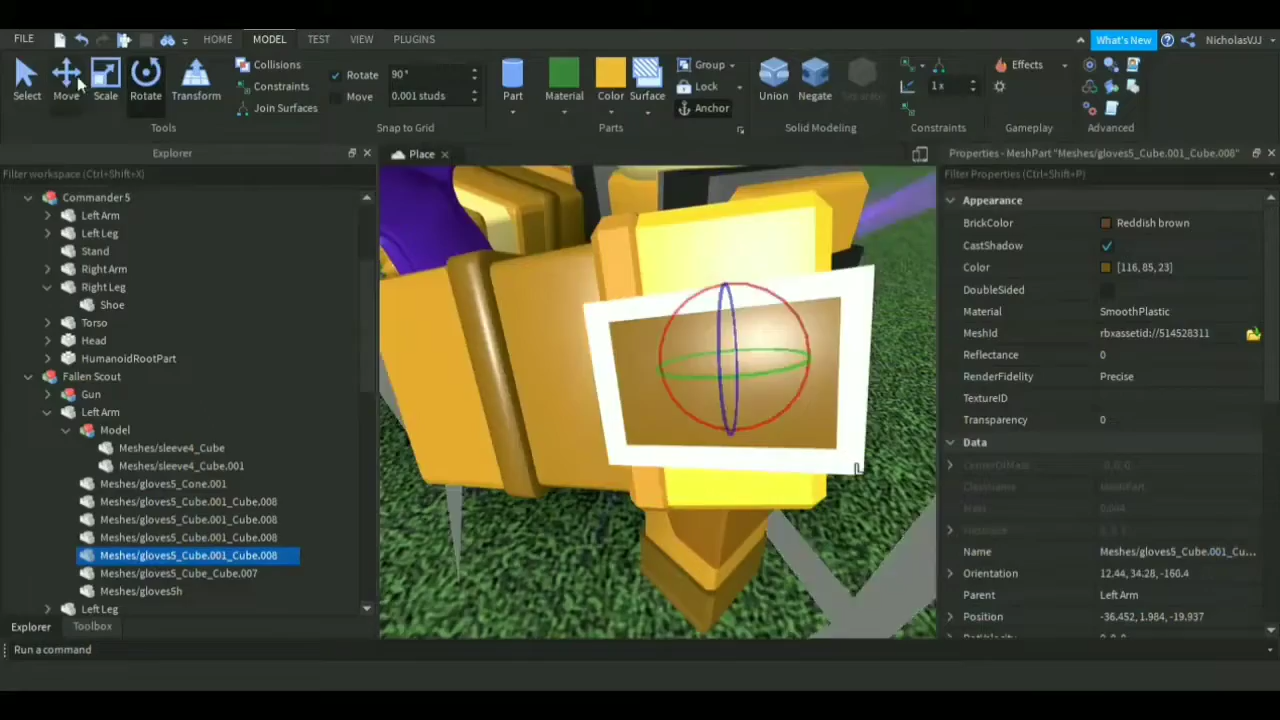 FILE HOME MODEL TEST VIEW PLUGINS What's New NicholasVJJ
Select Move Scale Rotate Transform
Collisions
Constraints
Join Surfaces
Rotate 90°
Move 0.001 studs
Part Material Color Surface
Group
Lock
Anchor
Union Negate Separate
1 x
Effects
Tools Snap to Grid Parts Solid Modeling Constraints Gameplay Advanced
Explorer
Filter workspace (Ctrl+Shift+X)
Commander 5
Left Arm
Left Leg
Stand
Right Arm
Right Leg
Shoe
Torso
Head
HumanoidRootPart
Fallen Scout
Gun
Left Arm
Model
Meshes/sleeve4_Cube
Meshes/sleeve4_Cube.001
Meshes/gloves5_Cone.001
Meshes/gloves5_Cube.001_Cube.008
Meshes/gloves5_Cube.001_Cube.008
Meshes/gloves5_Cube.001_Cube.008
Meshes/gloves5_Cube.001_Cube.008
Meshes/gloves5_Cube_Cube.007
Meshes/gloves5h
Left Leg
Explorer Toolbox
Run a command
Place
Properties - MeshPart "Meshes/gloves5_Cube.001_Cube.008"
Filter Properties (Ctrl+Shift+P)
Appearance
BrickColor Reddish brown
CastShadow
Color [116, 85, 23]
DoubleSided
Material SmoothPlastic
MeshId rbxassetid://514528311
Reflectance 0
RenderFidelity Precise
TextureID
Transparency 0
Data
CenterOfMass
ClassName MeshPart
Mass
Name Meshes/gloves5_Cube.001_Cu...
Orientation 12.44, 34.28, -160.4
Parent Left Arm
Position -36.452, 1.984, -19.937